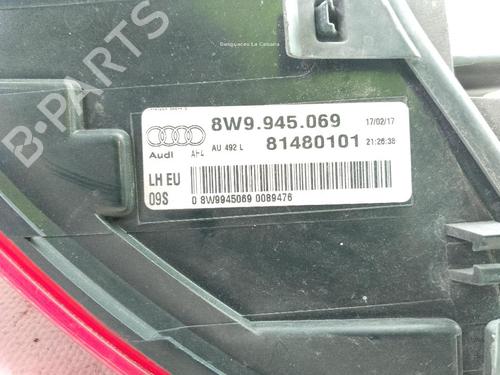 Desguaces La Cabaña
B-PARTS
8W9.945.069 17/02/17
Audi AH4 AU 492 L 81480101 21:26:38
LH EU
09S 0 8W9945069 0089476